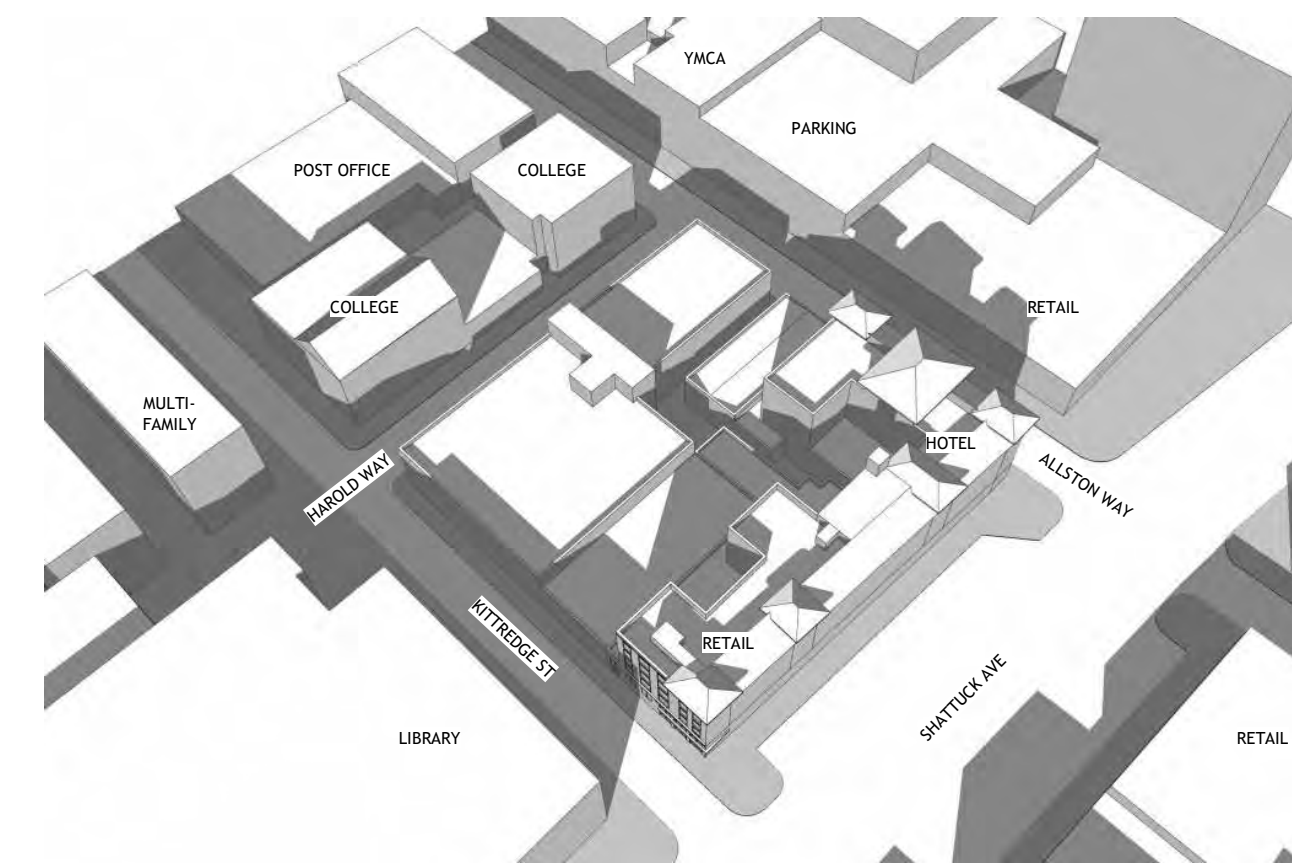 YMCA
PARKING
POST OFFICE
COLLEGE
COLLEGE
RETAIL
MULTI-
FAMILY
HOTEL
HAROLD WAY
ALLSTON WAY
KITTREDGE ST
RETAIL
SHATTUCK AVE
LIBRARY
RETAIL